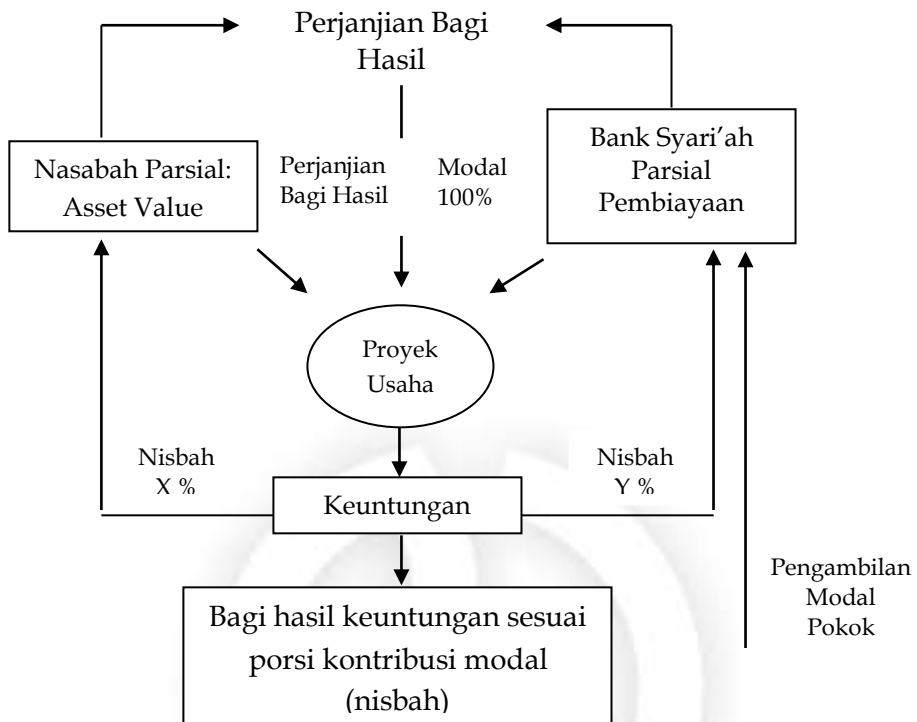 Perjanjian Bagi
Hasil
Nasabah Parsial:
Asset Value
Perjanjian
Bagi Hasil
Modal
100%
Bank Syari’ah
Parsial
Pembiayaan
Proyek
Usaha
Nisbah
X %
Nisbah
Y %
Keuntungan
Pengambilan
Modal
Pokok
Bagi hasil keuntungan sesuai
porsi kontribusi modal
(nisbah)